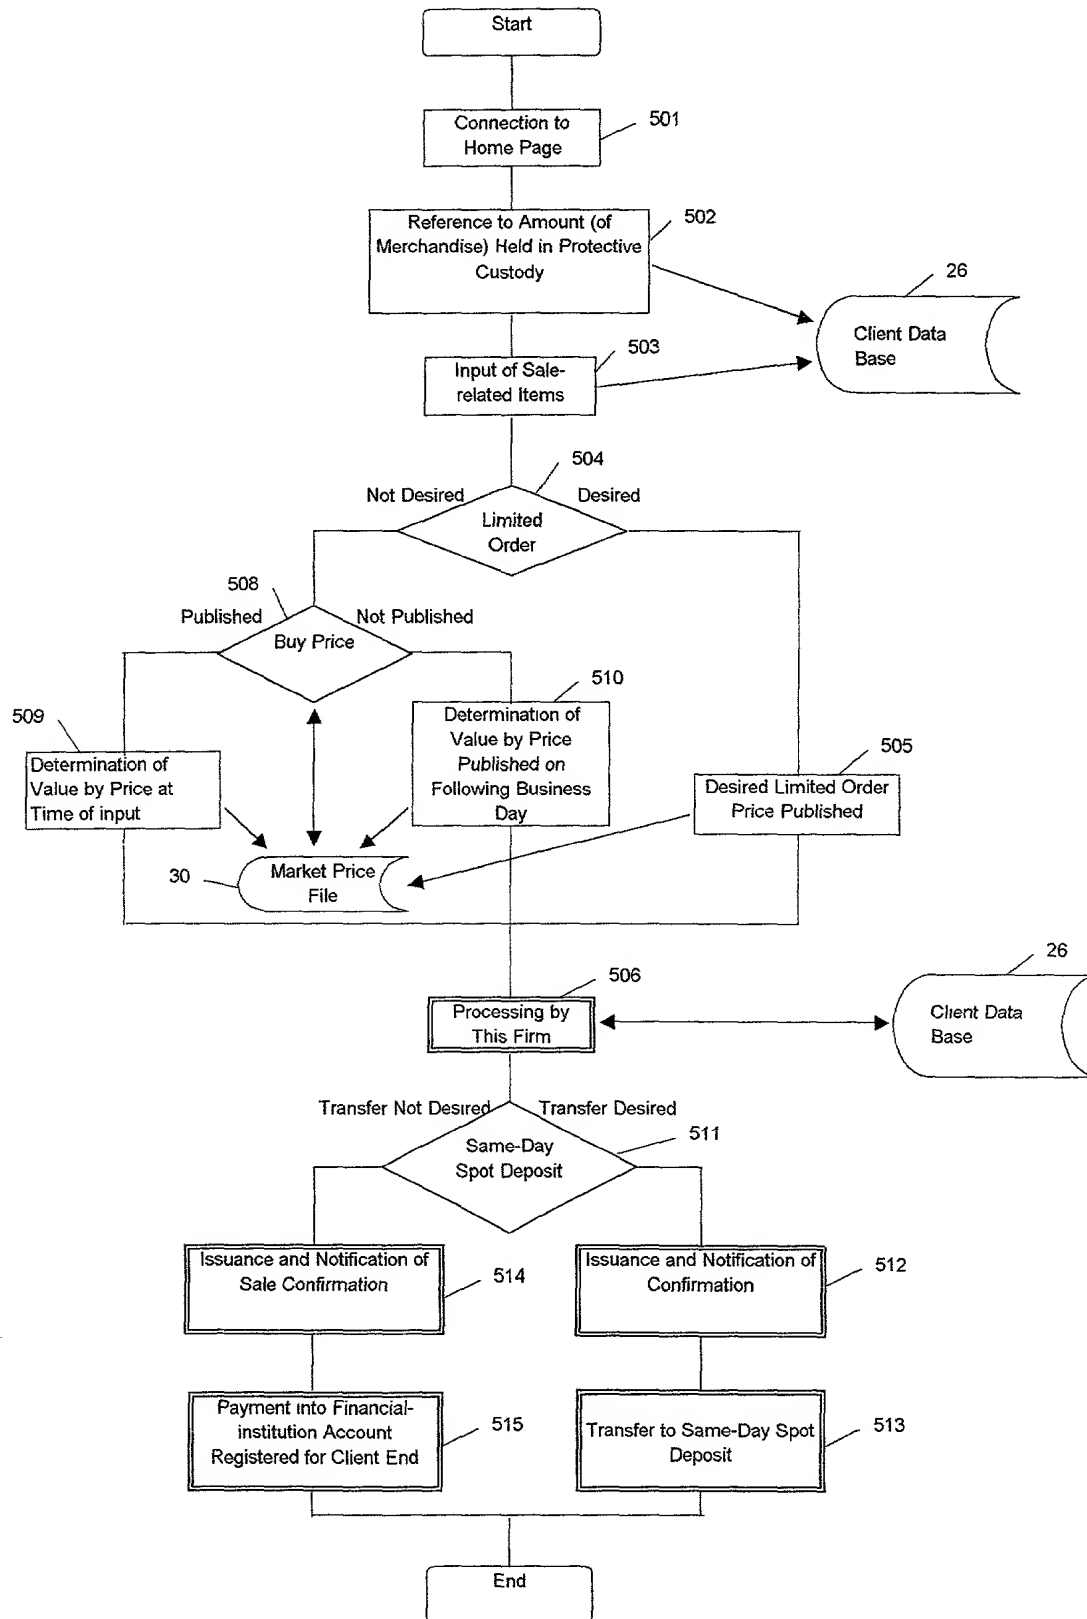 Start
Connection to
Home Page
501
Reference to Amount (of
Merchandise) Held in Protective
Custody
502
26
Client Data
Base
Input of Sale-
related Items
503
504
Not Desired
Desired
Limited
Order
508
Published
Not Published
Buy Price
510
509
Determination of
Value by Price at
Time of input
Determination of
Value by Price
Published on
Following Business
Day
505
Desired Limited Order
Price Published
30
Market Price
File
26
506
Processing by
This Firm
Client Data
Base
Transfer Not Desired
Transfer Desired
511
Same-Day
Spot Deposit
Issuance and Notification of
Sale Confirmation
514
Issuance and Notification of
Confirmation
512
Payment into Financial-
institution Account
Registered for Client End
515
Transfer to Same-Day Spot
Deposit
513
End